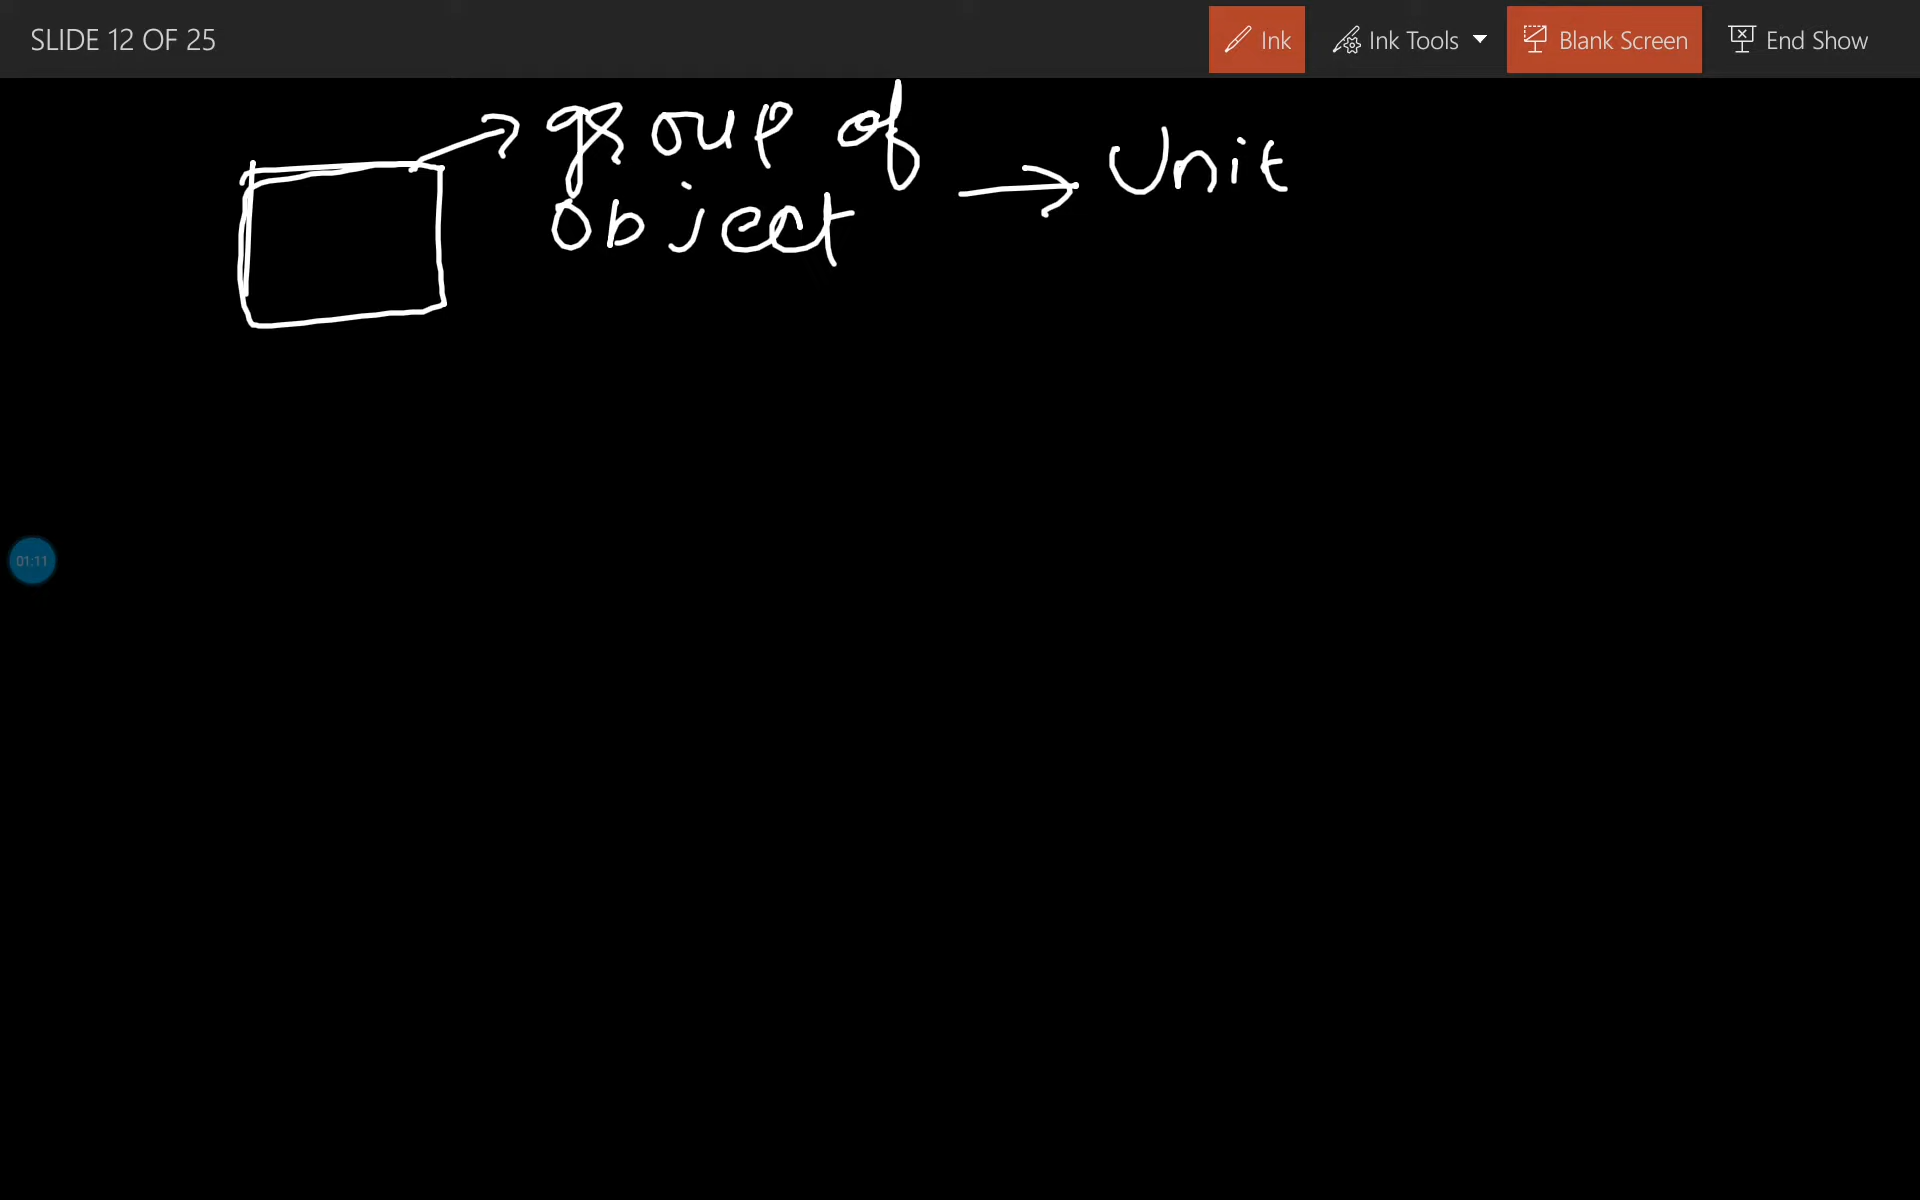 SLIDE 12 OF 25
Ink
Ink Tools
Blank Screen
End Show
group of
object
Unit
01:11